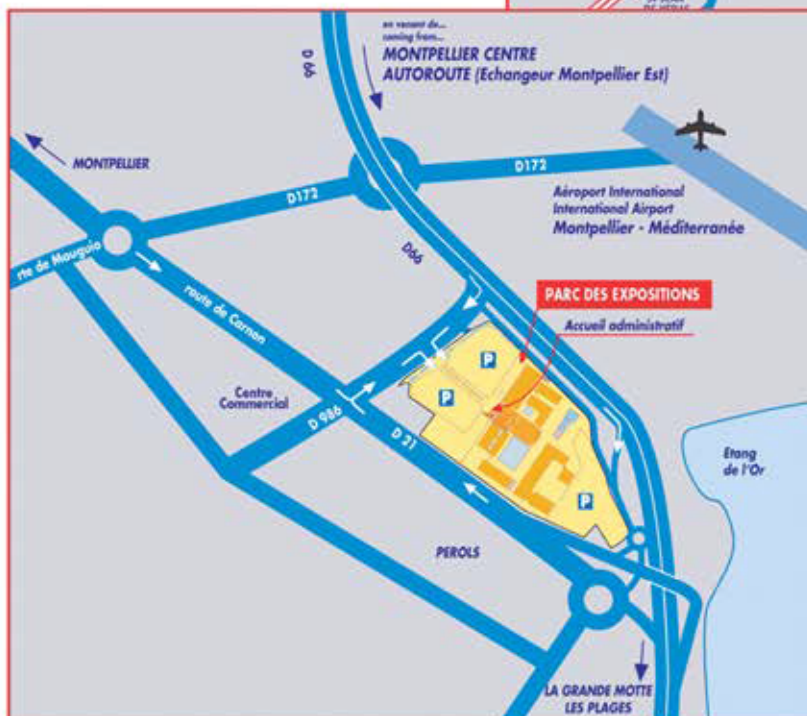 en venant de...
coming from...
MONTPELLIER CENTRE
AUTOROUTE (Echangeur Montpellier Est)
D 66
MONTPELLIER
D172
D172
Aéroport International
International Airport
Montpellier - Méditerranée
rte de Mauguio
route de Carnon
D66
PARC DES EXPOSITIONS
Accueil administratif
P
P
P
Centre
Commercial
D 986
D 21
Etang
de l'Or
PEROLS
LA GRANDE MOTTE
LES PLAGES